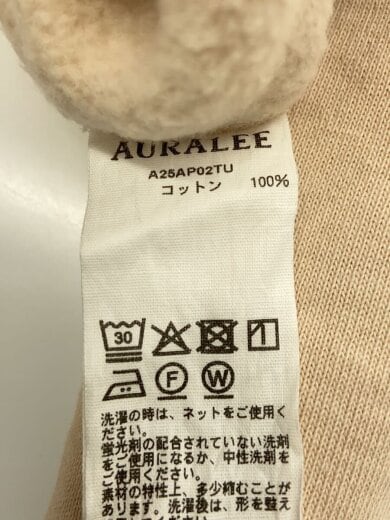 AURALEE
A25AP02TU
コットン 100%
30
F W
洗濯の時は、ネットをご使用く
ださい。
蛍光剤の配合されていない洗剤
をご使用になるか、中性洗剤を
ご使用ください。
素材の特性上、多少縮むことが
あります。洗濯後は、形を整え